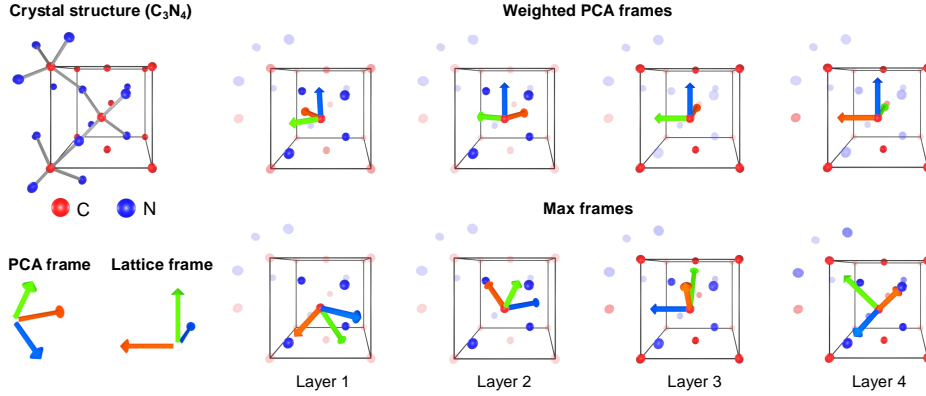 Crystal structure (C₃N₄)
Weighted PCA frames
C
N
Max frames
PCA frame
Lattice frame
Layer 1
Layer 2
Layer 3
Layer 4